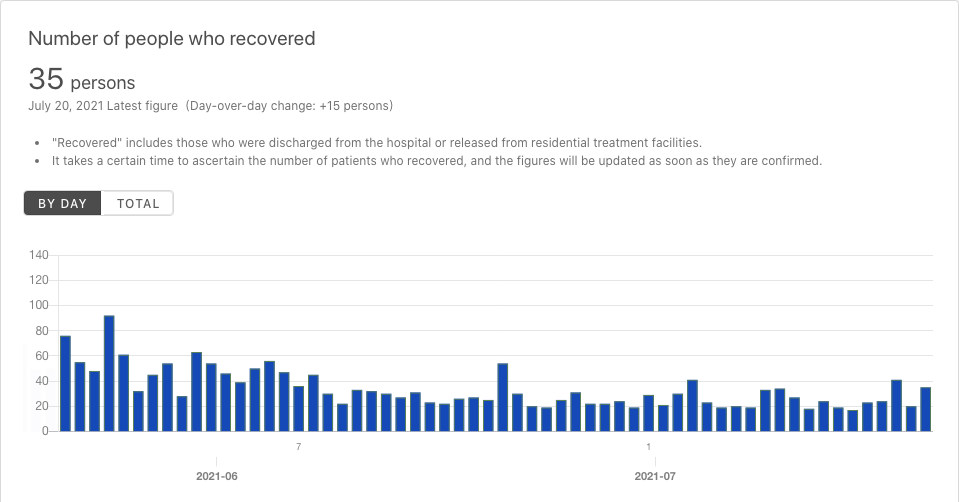 Number of people who recovered
35 persons
July 20, 2021 Latest figure (Day-over-day change: +15 persons)
• "Recovered" includes those who were discharged from the hospital or released from residential treatment facilities.
• It takes a certain time to ascertain the number of patients who recovered, and the figures will be updated as soon as they are confirmed.
BY DAY TOTAL
140
120
100
80
60
40
20
0
7 1
2021-06 2021-07